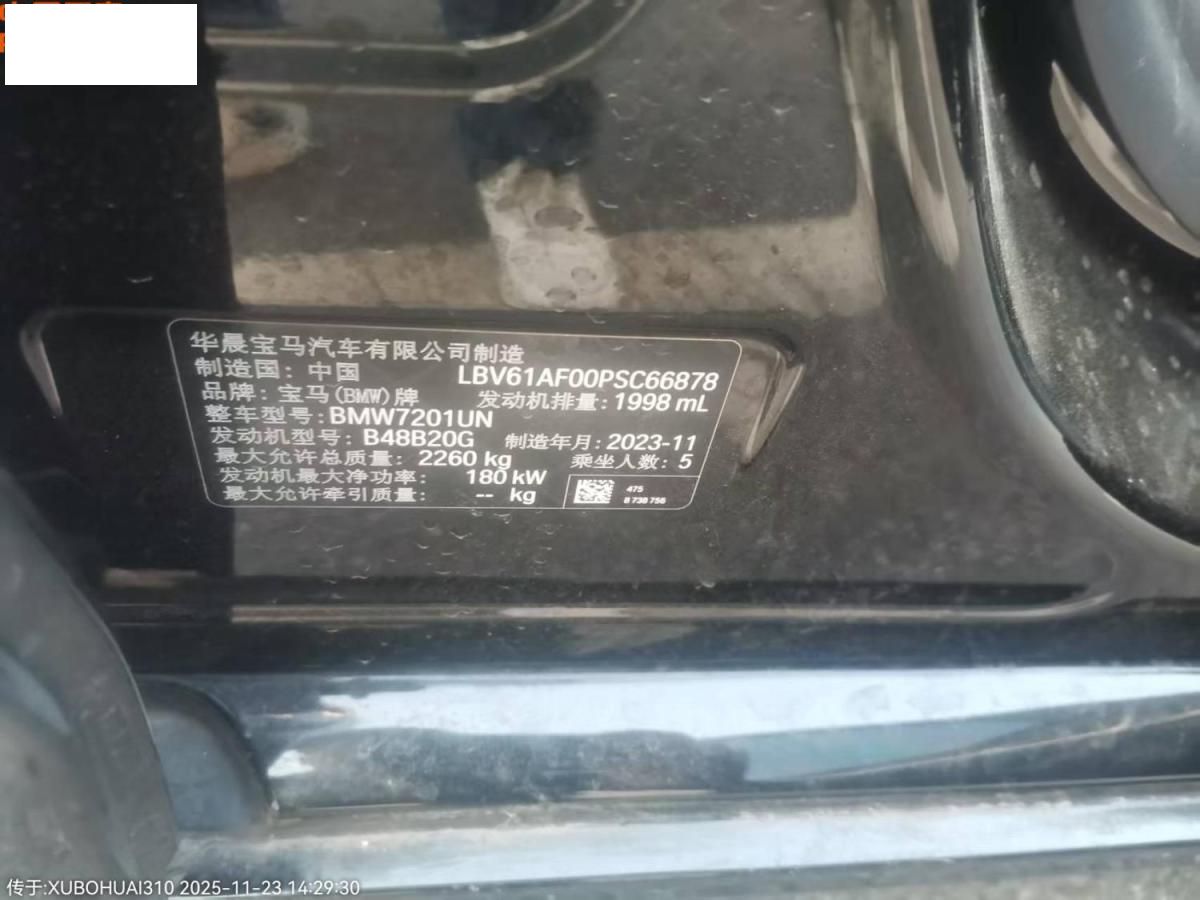 华晨宝马汽车有限公司制造
制造国：中国 LBV61AF00PSC66878
品牌：宝马(BMW)牌 发动机排量：1998 mL
整车型号：BMW7201UN
发动机型号：B48B20G 制造年月：2023-11
最大允许总质量：2260 kg 乘坐人数：5
发动机最大净功率：180 kW
最大允许牵引质量：-- kg
475
8 738 756
传于:XUBOHUAI310 2025-11-23 14:29:30